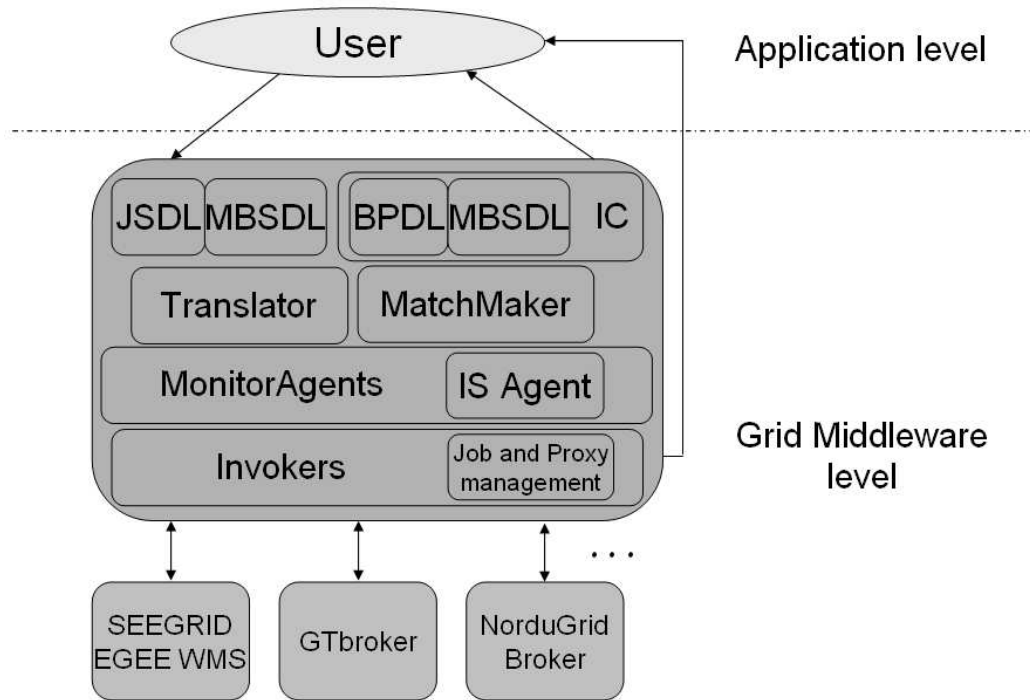 User
Application level
JSDL MBSDL
BPDL MBSDL IC
Translator
MatchMaker
MonitorAgents
IS Agent
Invokers
Job and Proxy
management
Grid Middleware
level
...
SEEGRID
EGEE WMS
GTbroker
NorduGrid
Broker